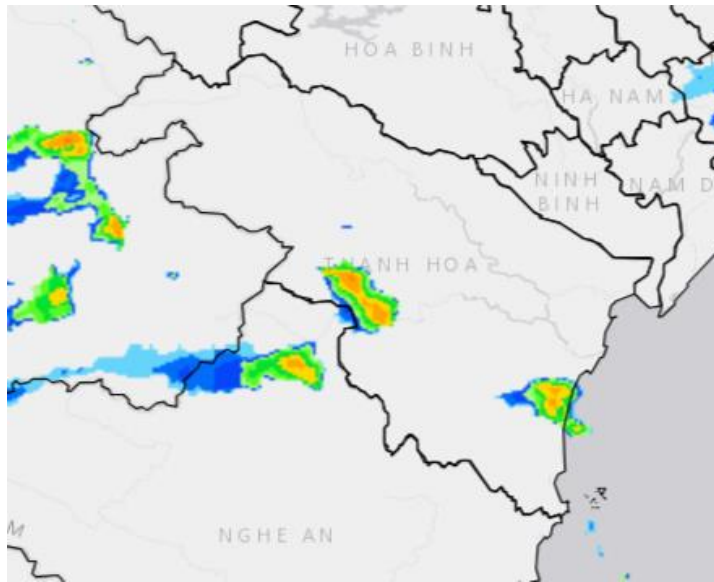 HOA BINH
HA NAM
NINH
BINH
NAM D
THANH HOA
NGHE AN
M